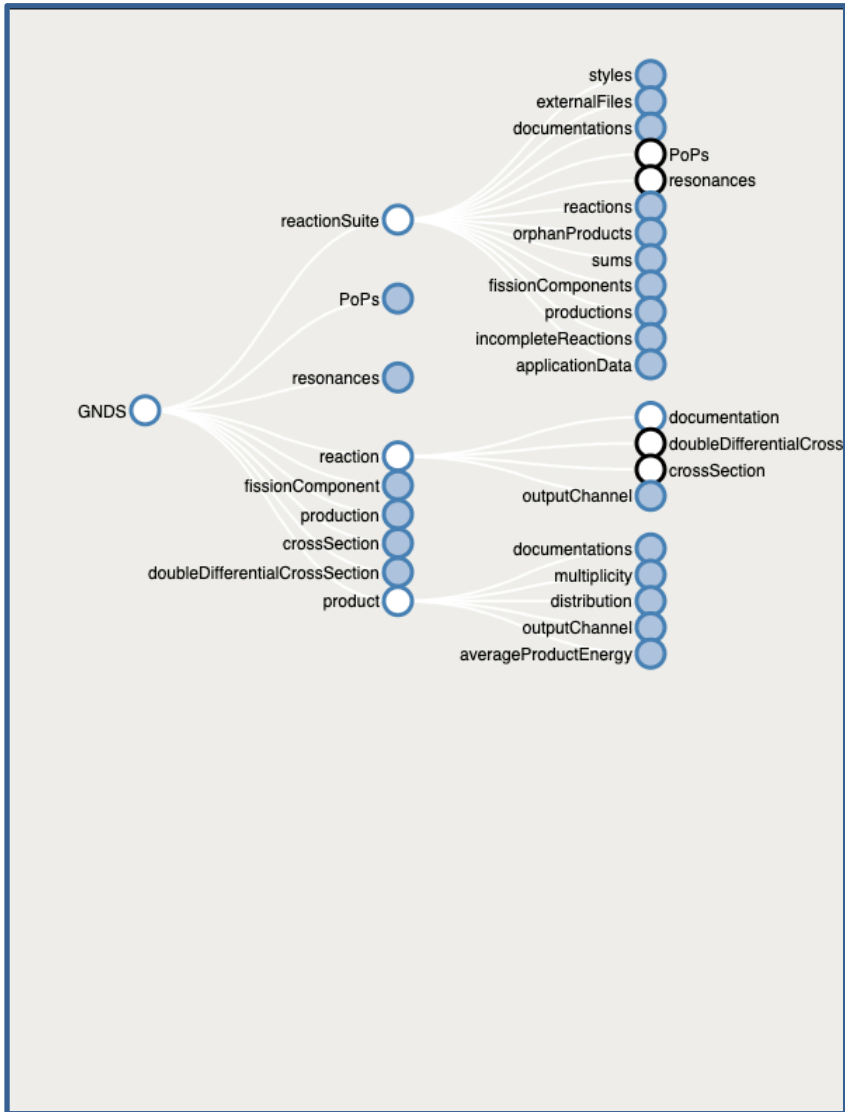 styles
externalFiles
documentations
PoPs
resonances
reactionSuite
reactions
orphanProducts
sums
fissionComponents
PoPs
productions
incompleteReactions
applicationData
resonances
GNDS
documentation
doubleDifferentialCross
reaction
crossSection
fissionComponent
outputChannel
production
crossSection
documentations
doubleDifferentialCrossSection
multiplicity
product
distribution
outputChannel
averageProductEnergy